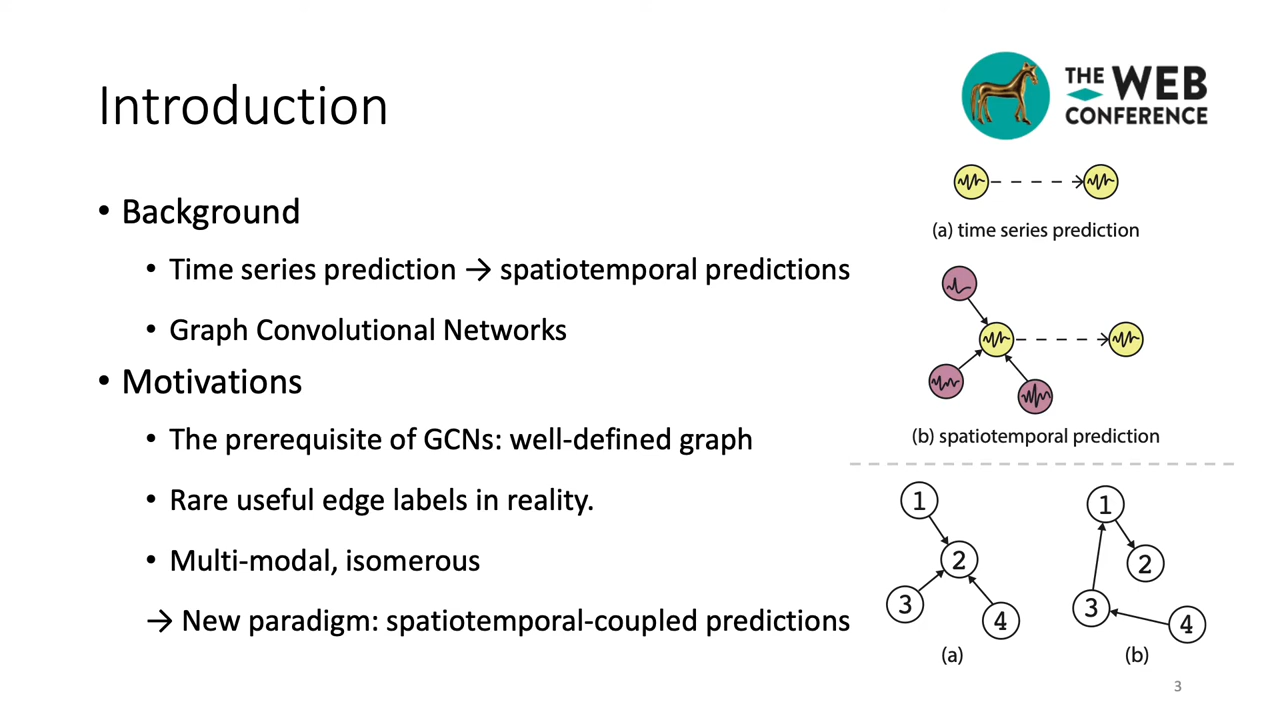 Introduction
THE WEB
CONFERENCE
• Background
• Time series prediction → spatiotemporal predictions
• Graph Convolutional Networks
• Motivations
• The prerequisite of GCNs: well-defined graph
• Rare useful edge labels in reality.
• Multi-modal, isomerous
→ New paradigm: spatiotemporal-coupled predictions
(a) time series prediction
(b) spatiotemporal prediction
1
2
3
4
(a)
1
2
3
4
(b)
3